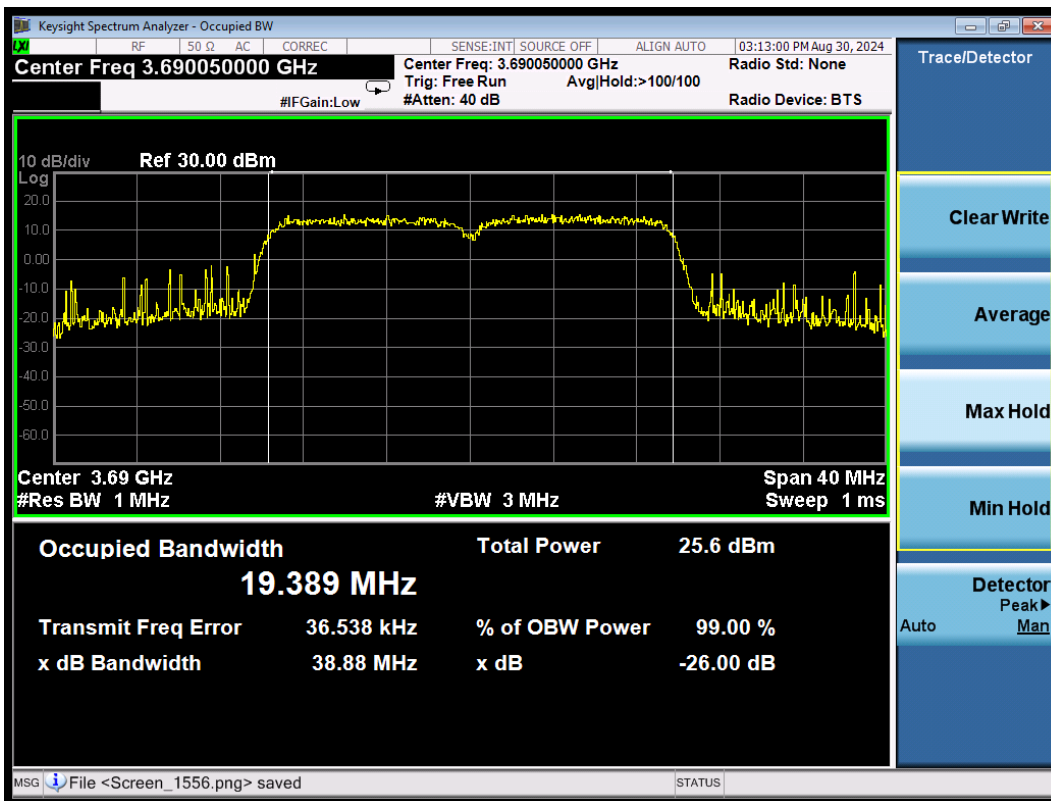 Keysight Spectrum Analyzer - Occupied BW
LXI RF 50 Ω AC CORREC SENSE:INT SOURCE OFF ALIGN AUTO 03:13:00 PM Aug 30, 2024
Center Freq 3.690050000 GHz
Center Freq: 3.690050000 GHz
Radio Std: None
Trig: Free Run Avg|Hold:>100/100
#IFGain:Low
#Atten: 40 dB
Radio Device: BTS
Trace/Detector
10 dB/div Ref 30.00 dBm
Log
20.0
10.0
0.00
-10.0
-20.0
-30.0
-40.0
-50.0
-60.0
Center 3.69 GHz Span 40 MHz
#Res BW 1 MHz #VBW 3 MHz Sweep 1 ms
Occupied Bandwidth Total Power 25.6 dBm
19.389 MHz
Transmit Freq Error 36.538 kHz % of OBW Power 99.00 %
x dB Bandwidth 38.88 MHz x dB -26.00 dB
Clear Write
Average
Max Hold
Min Hold
Detector
Peak▶
Auto Man
MSG File <Screen_1556.png> saved STATUS